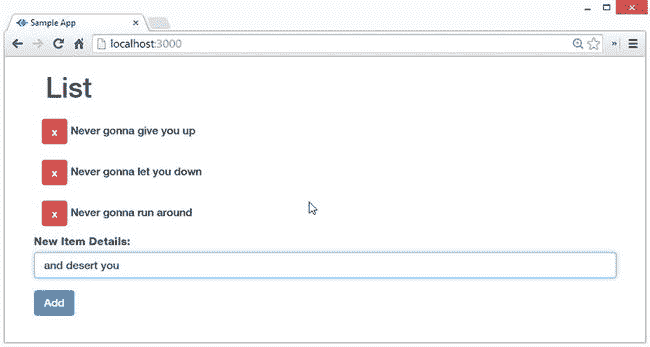 Sample App
localhost:3000
List
x Never gonna give you up
x Never gonna let you down
x Never gonna run around
New Item Details:
and desert you
Add